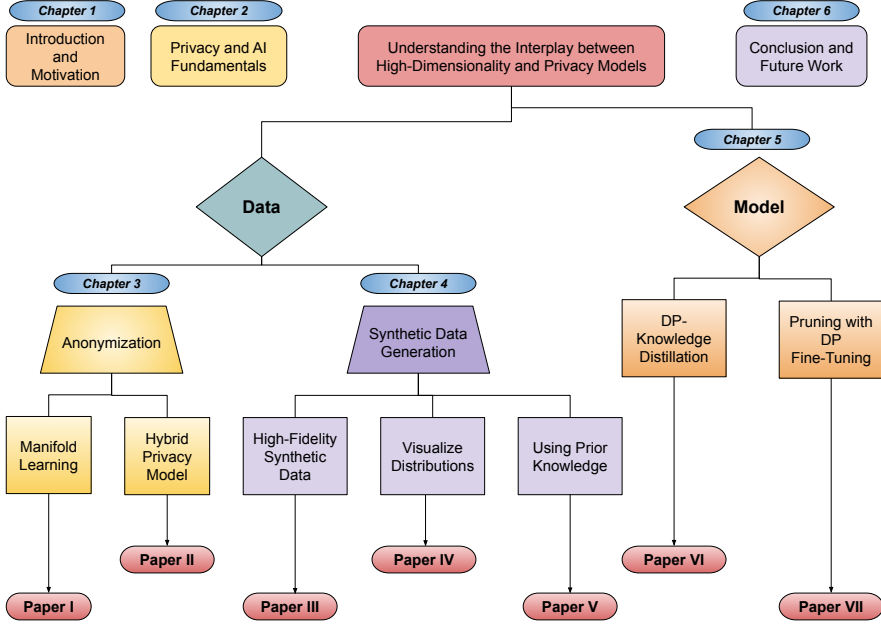 Chapter 1
Introduction
and
Motivation
Chapter 2
Privacy and AI
Fundamentals
Understanding the Interplay between
High-Dimensionality and Privacy Models
Chapter 6
Conclusion and
Future Work
Data
Chapter 5
Model
Chapter 3
Anonymization
Chapter 4
Synthetic Data
Generation
DP-
Knowledge
Distillation
Pruning with
DP
Fine-Tuning
Manifold
Learning
Hybrid
Privacy
Model
High-Fidelity
Synthetic
Data
Visualize
Distributions
Using Prior
Knowledge
Paper I
Paper II
Paper III
Paper IV
Paper V
Paper VI
Paper VII